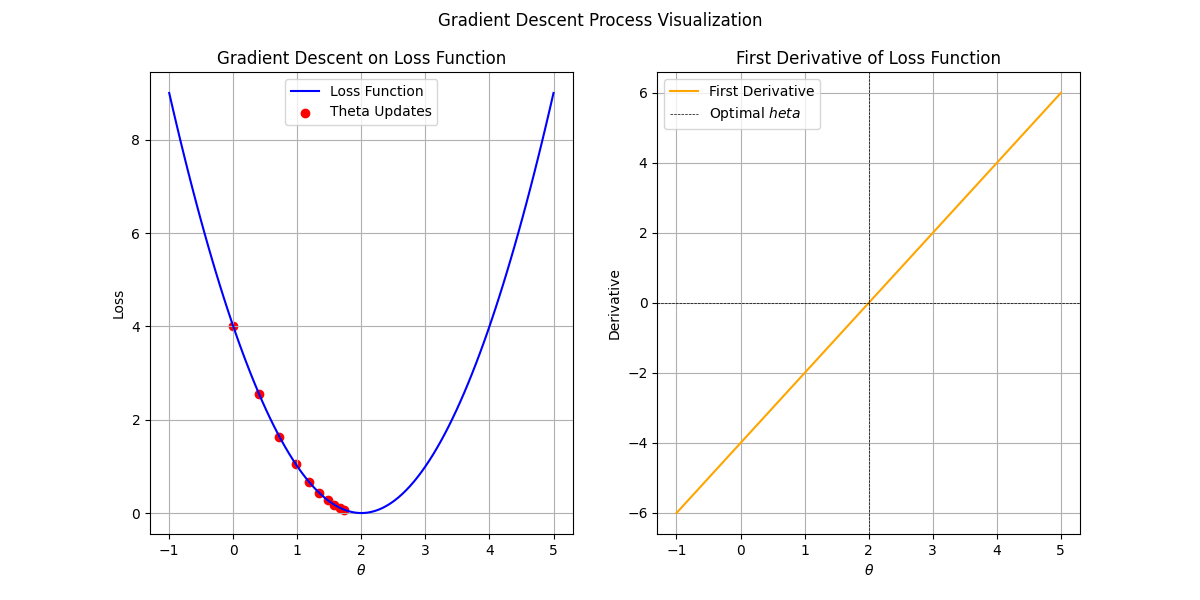 Gradient Descent Process Visualization
Gradient Descent on Loss Function
Loss Function
Theta Updates
Loss
8
6
4
2
0
−1 0 1 2 3 4 5
θ
First Derivative of Loss Function
First Derivative
Optimal heta
Derivative
6
4
2
0
−2
−4
−6
−1 0 1 2 3 4 5
θ